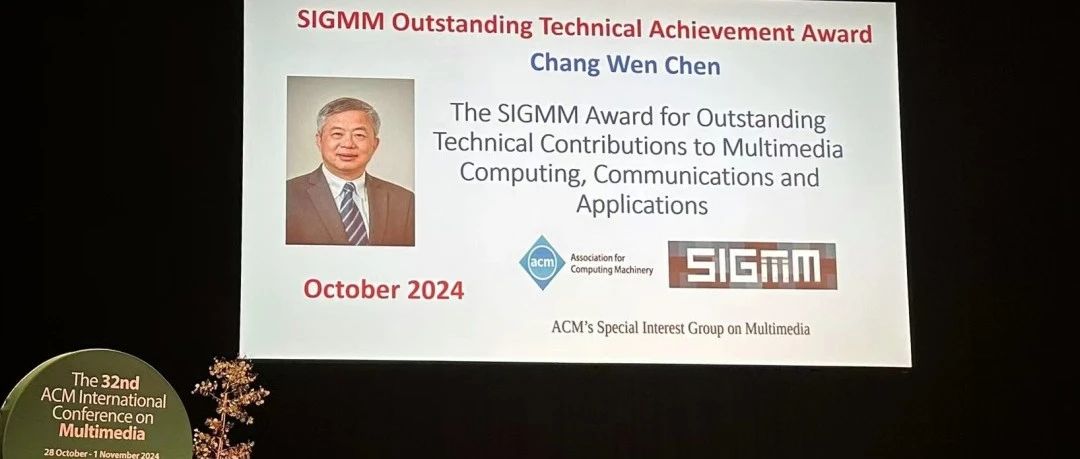 SIGMM Outstanding Technical Achievement Award
Chang Wen Chen
The SIGMM Award for Outstanding
Technical Contributions to Multimedia
Computing, Communications and
Applications
acm
Association for
Computing Machinery
SIGMM
October 2024
ACM's Special Interest Group on Multimedia
The 32nd
ACM International
Conference on
Multimedia
28 October - 1 November 2024